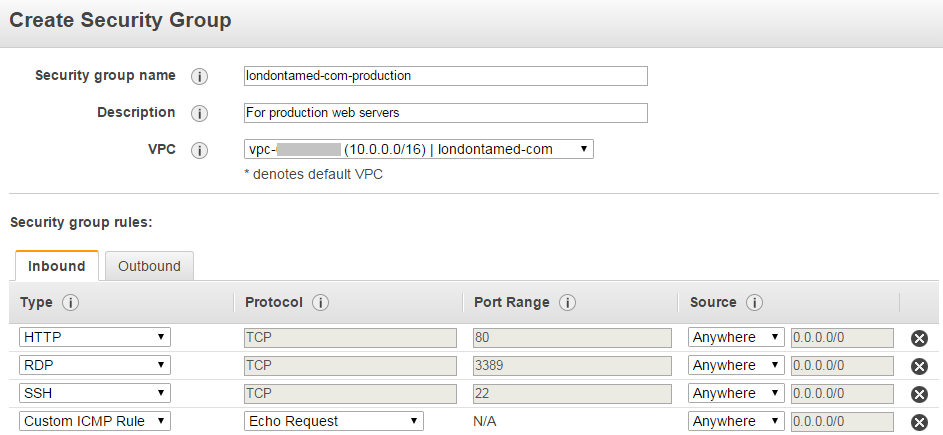 Create Security Group
Security group name i londontamed-com-production
Description i For production web servers
VPC i vpc- (10.0.0.0/16) | londontamed-com
* denotes default VPC
Security group rules:
Inbound Outbound
Type i Protocol i Port Range i Source i
HTTP TCP 80 Anywhere 0.0.0.0/0
RDP TCP 3389 Anywhere 0.0.0.0/0
SSH TCP 22 Anywhere 0.0.0.0/0
Custom ICMP Rule Echo Request N/A Anywhere 0.0.0.0/0